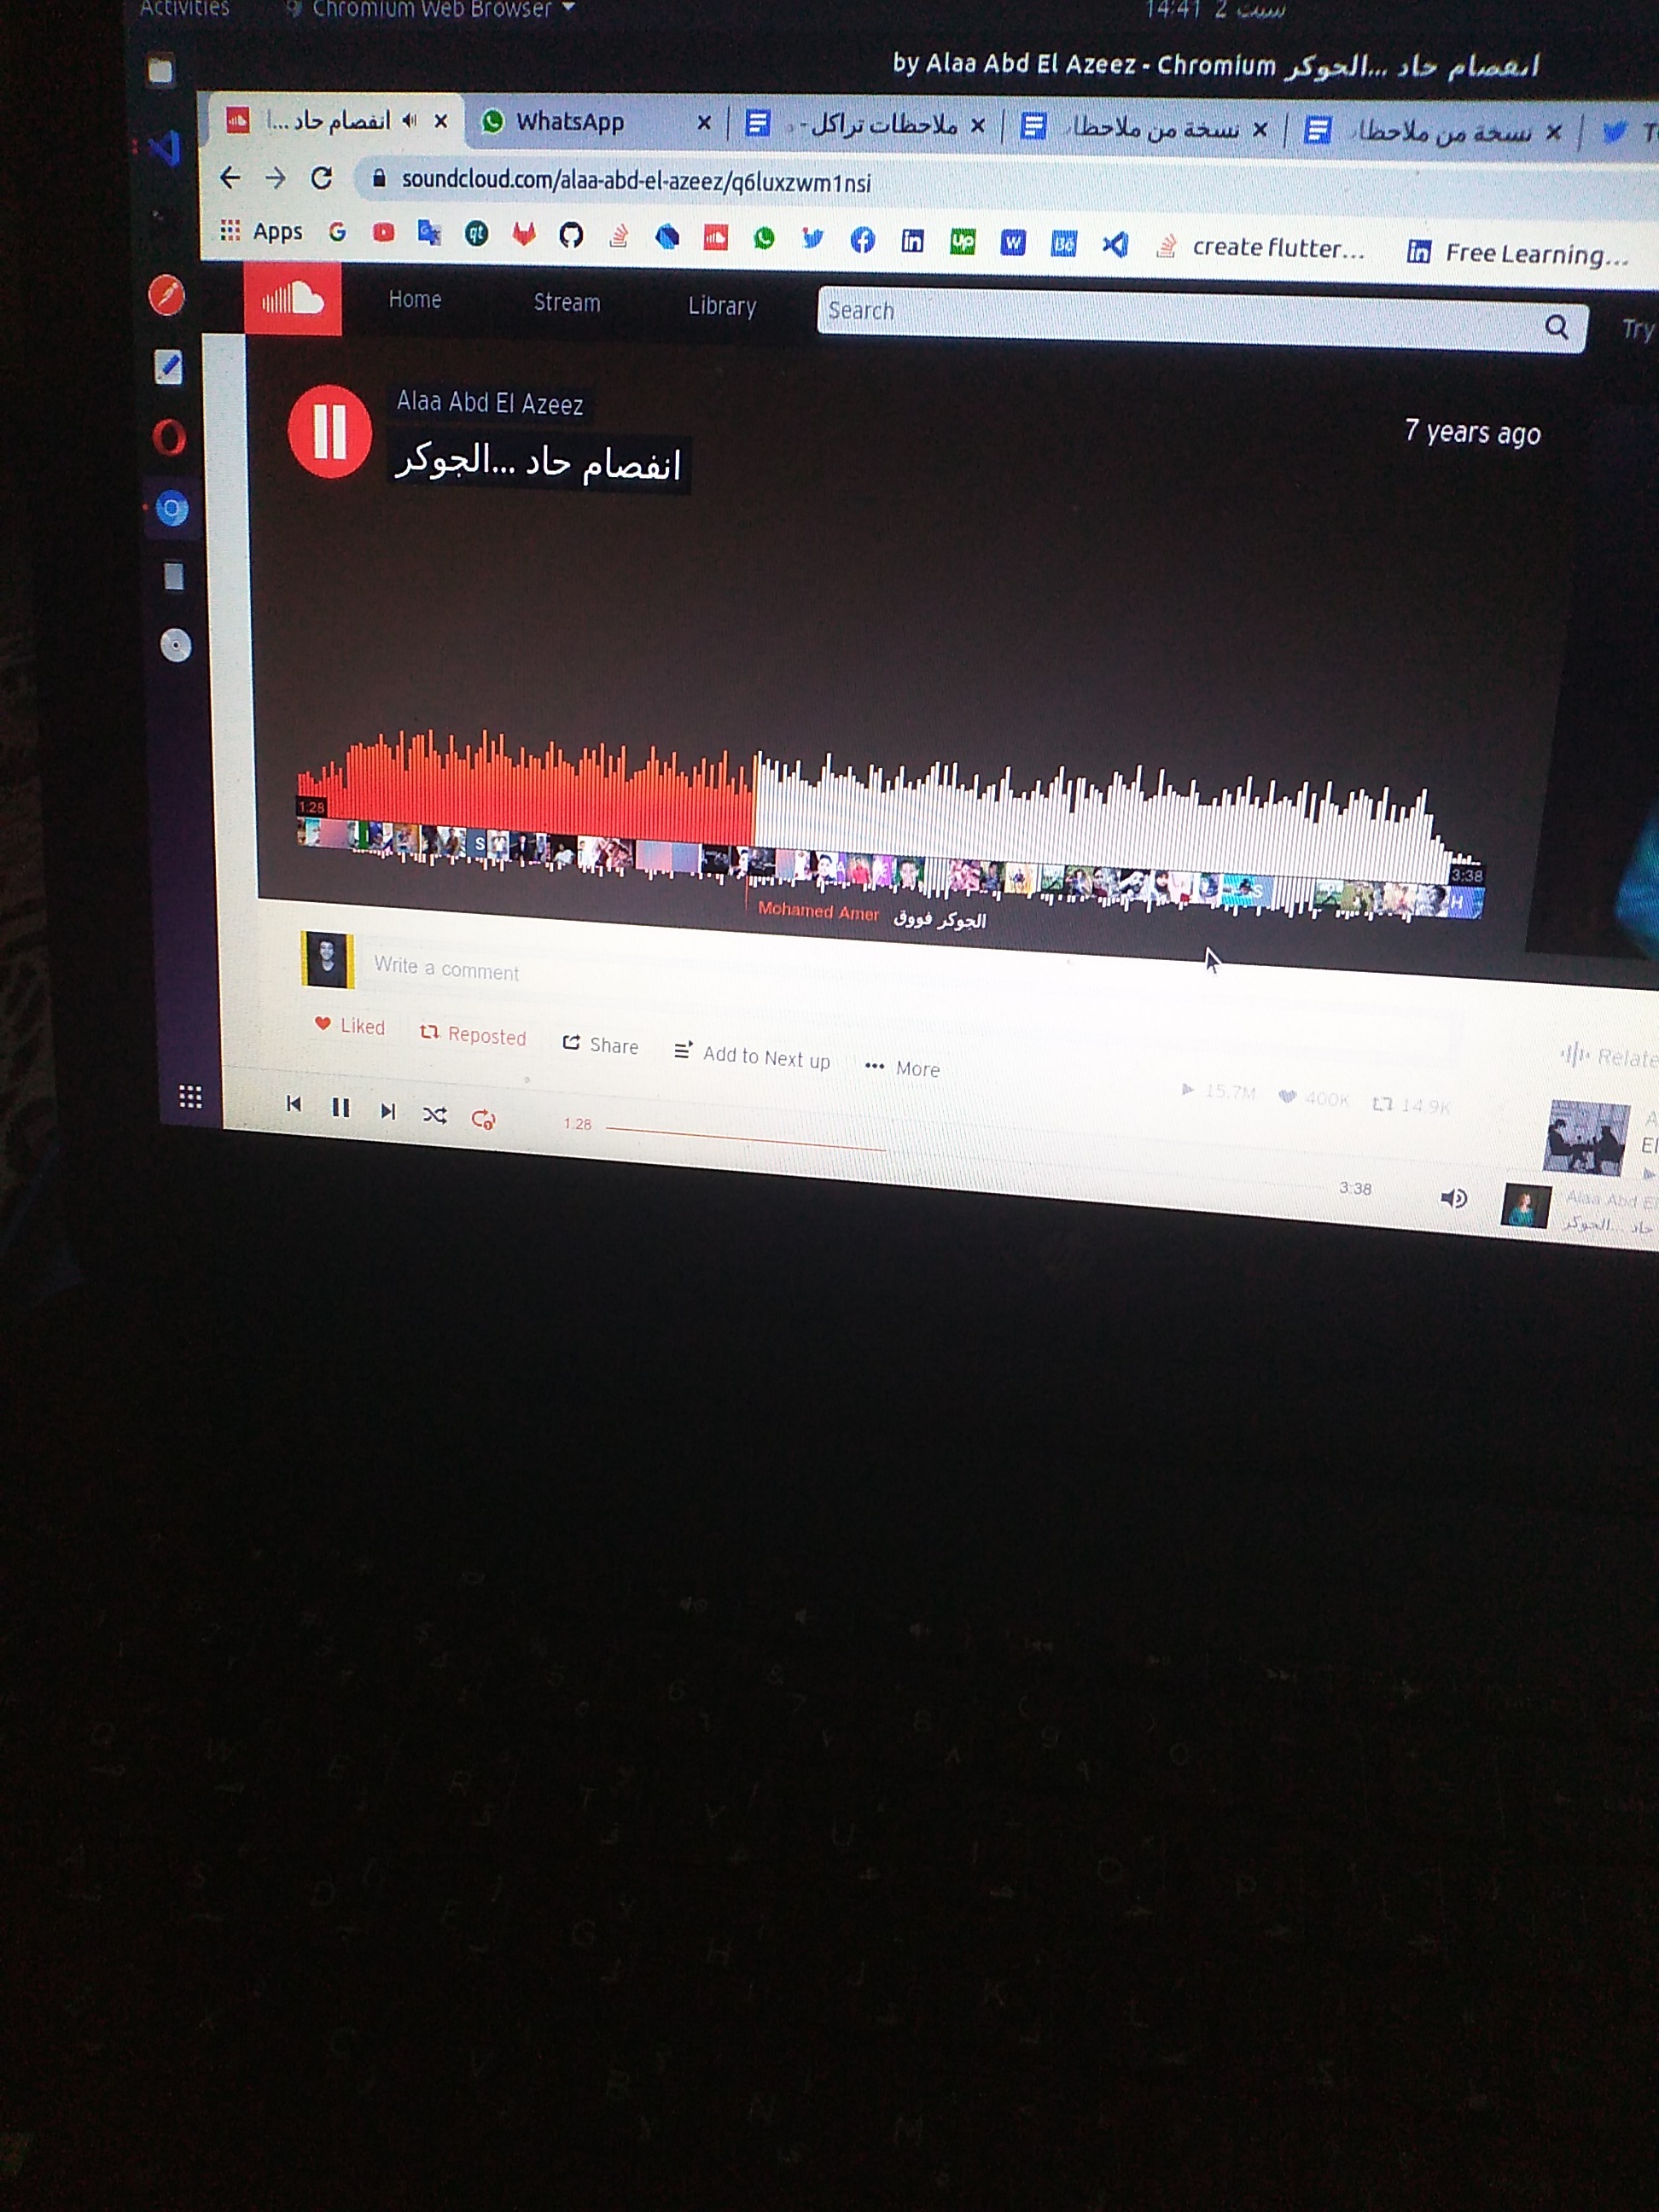 Activities
Chromium Web Browser
14:41 2 سبت
انفصام حاد ...الجوكر by Alaa Abd El Azeez - Chromium
انفصام حاد ...ا
WhatsApp
ملاحظات تراكل -
نسخة من ملاحظا
نسخة من ملاحظا
soundcloud.com/alaa-abd-el-azeez/q6luxzwm1nsi
Apps
create flutter...
Free Learning...
Home
Stream
Library
Search
Try
Alaa Abd El Azeez
7 years ago
انفصام حاد ...الجوكر
1:28
3:38
Mohamed Amer الجوكر فووق
Write a comment
Liked
Reposted
Share
Add to Next up
More
15.7M
400K
14.9K
Relate
El
1:28
3:38
Alaa Abd El
حاد ...الجوكر